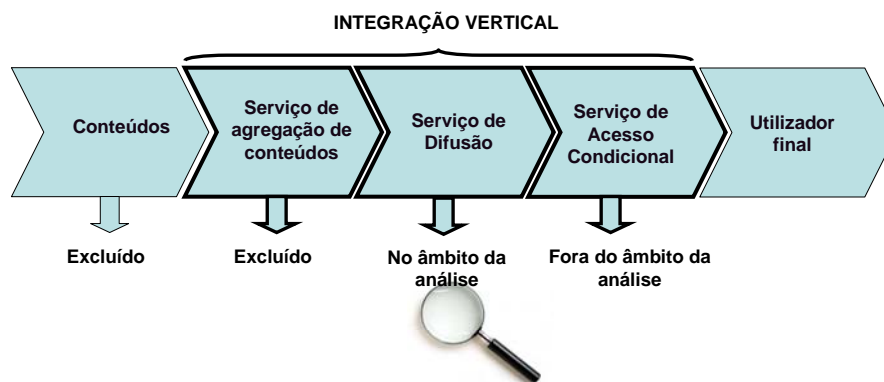 INTEGRAÇÃO VERTICAL
Conteúdos
Serviço de
agregação de
conteúdos
Serviço de
Difusão
Serviço de
Acesso
Condicional
Utilizador
final
Excluído
Excluído
No âmbito da
análise
Fora do âmbito da
análise